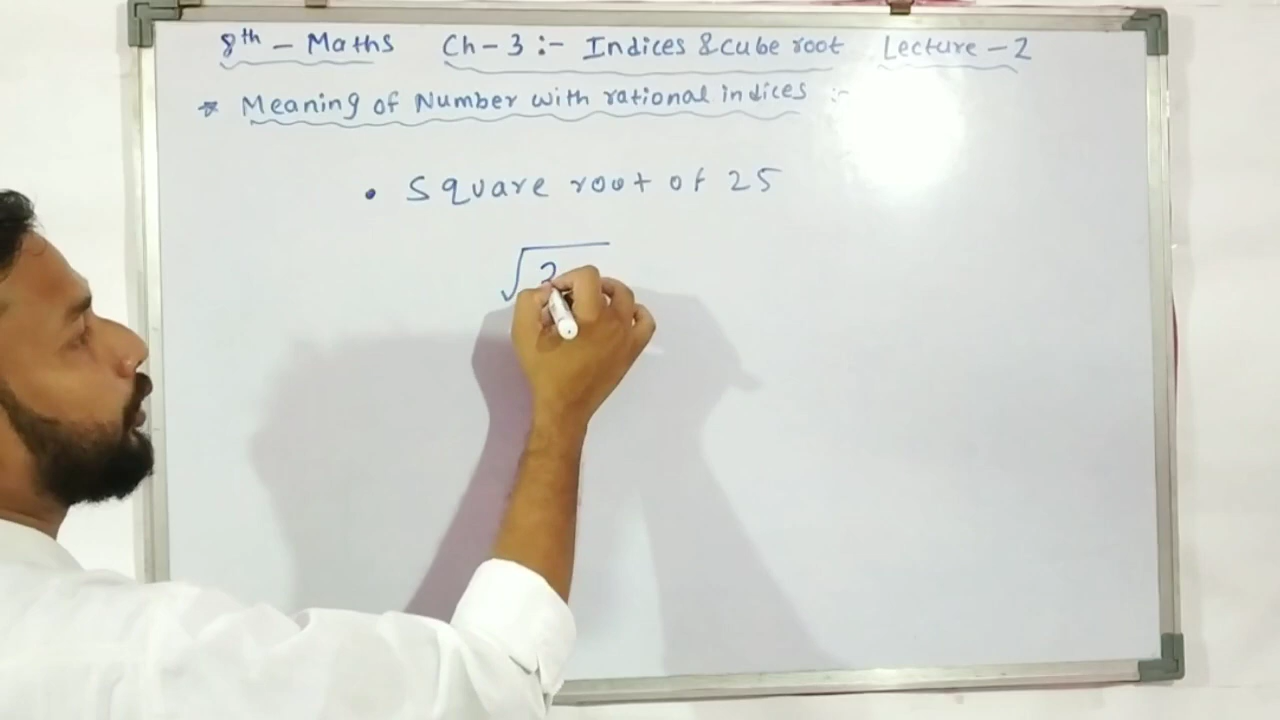 8th - Maths Ch - 3 :- Indices & cube root Lecture - 2
* Meaning of Number with rational indices :-
• Square root of 25
√2